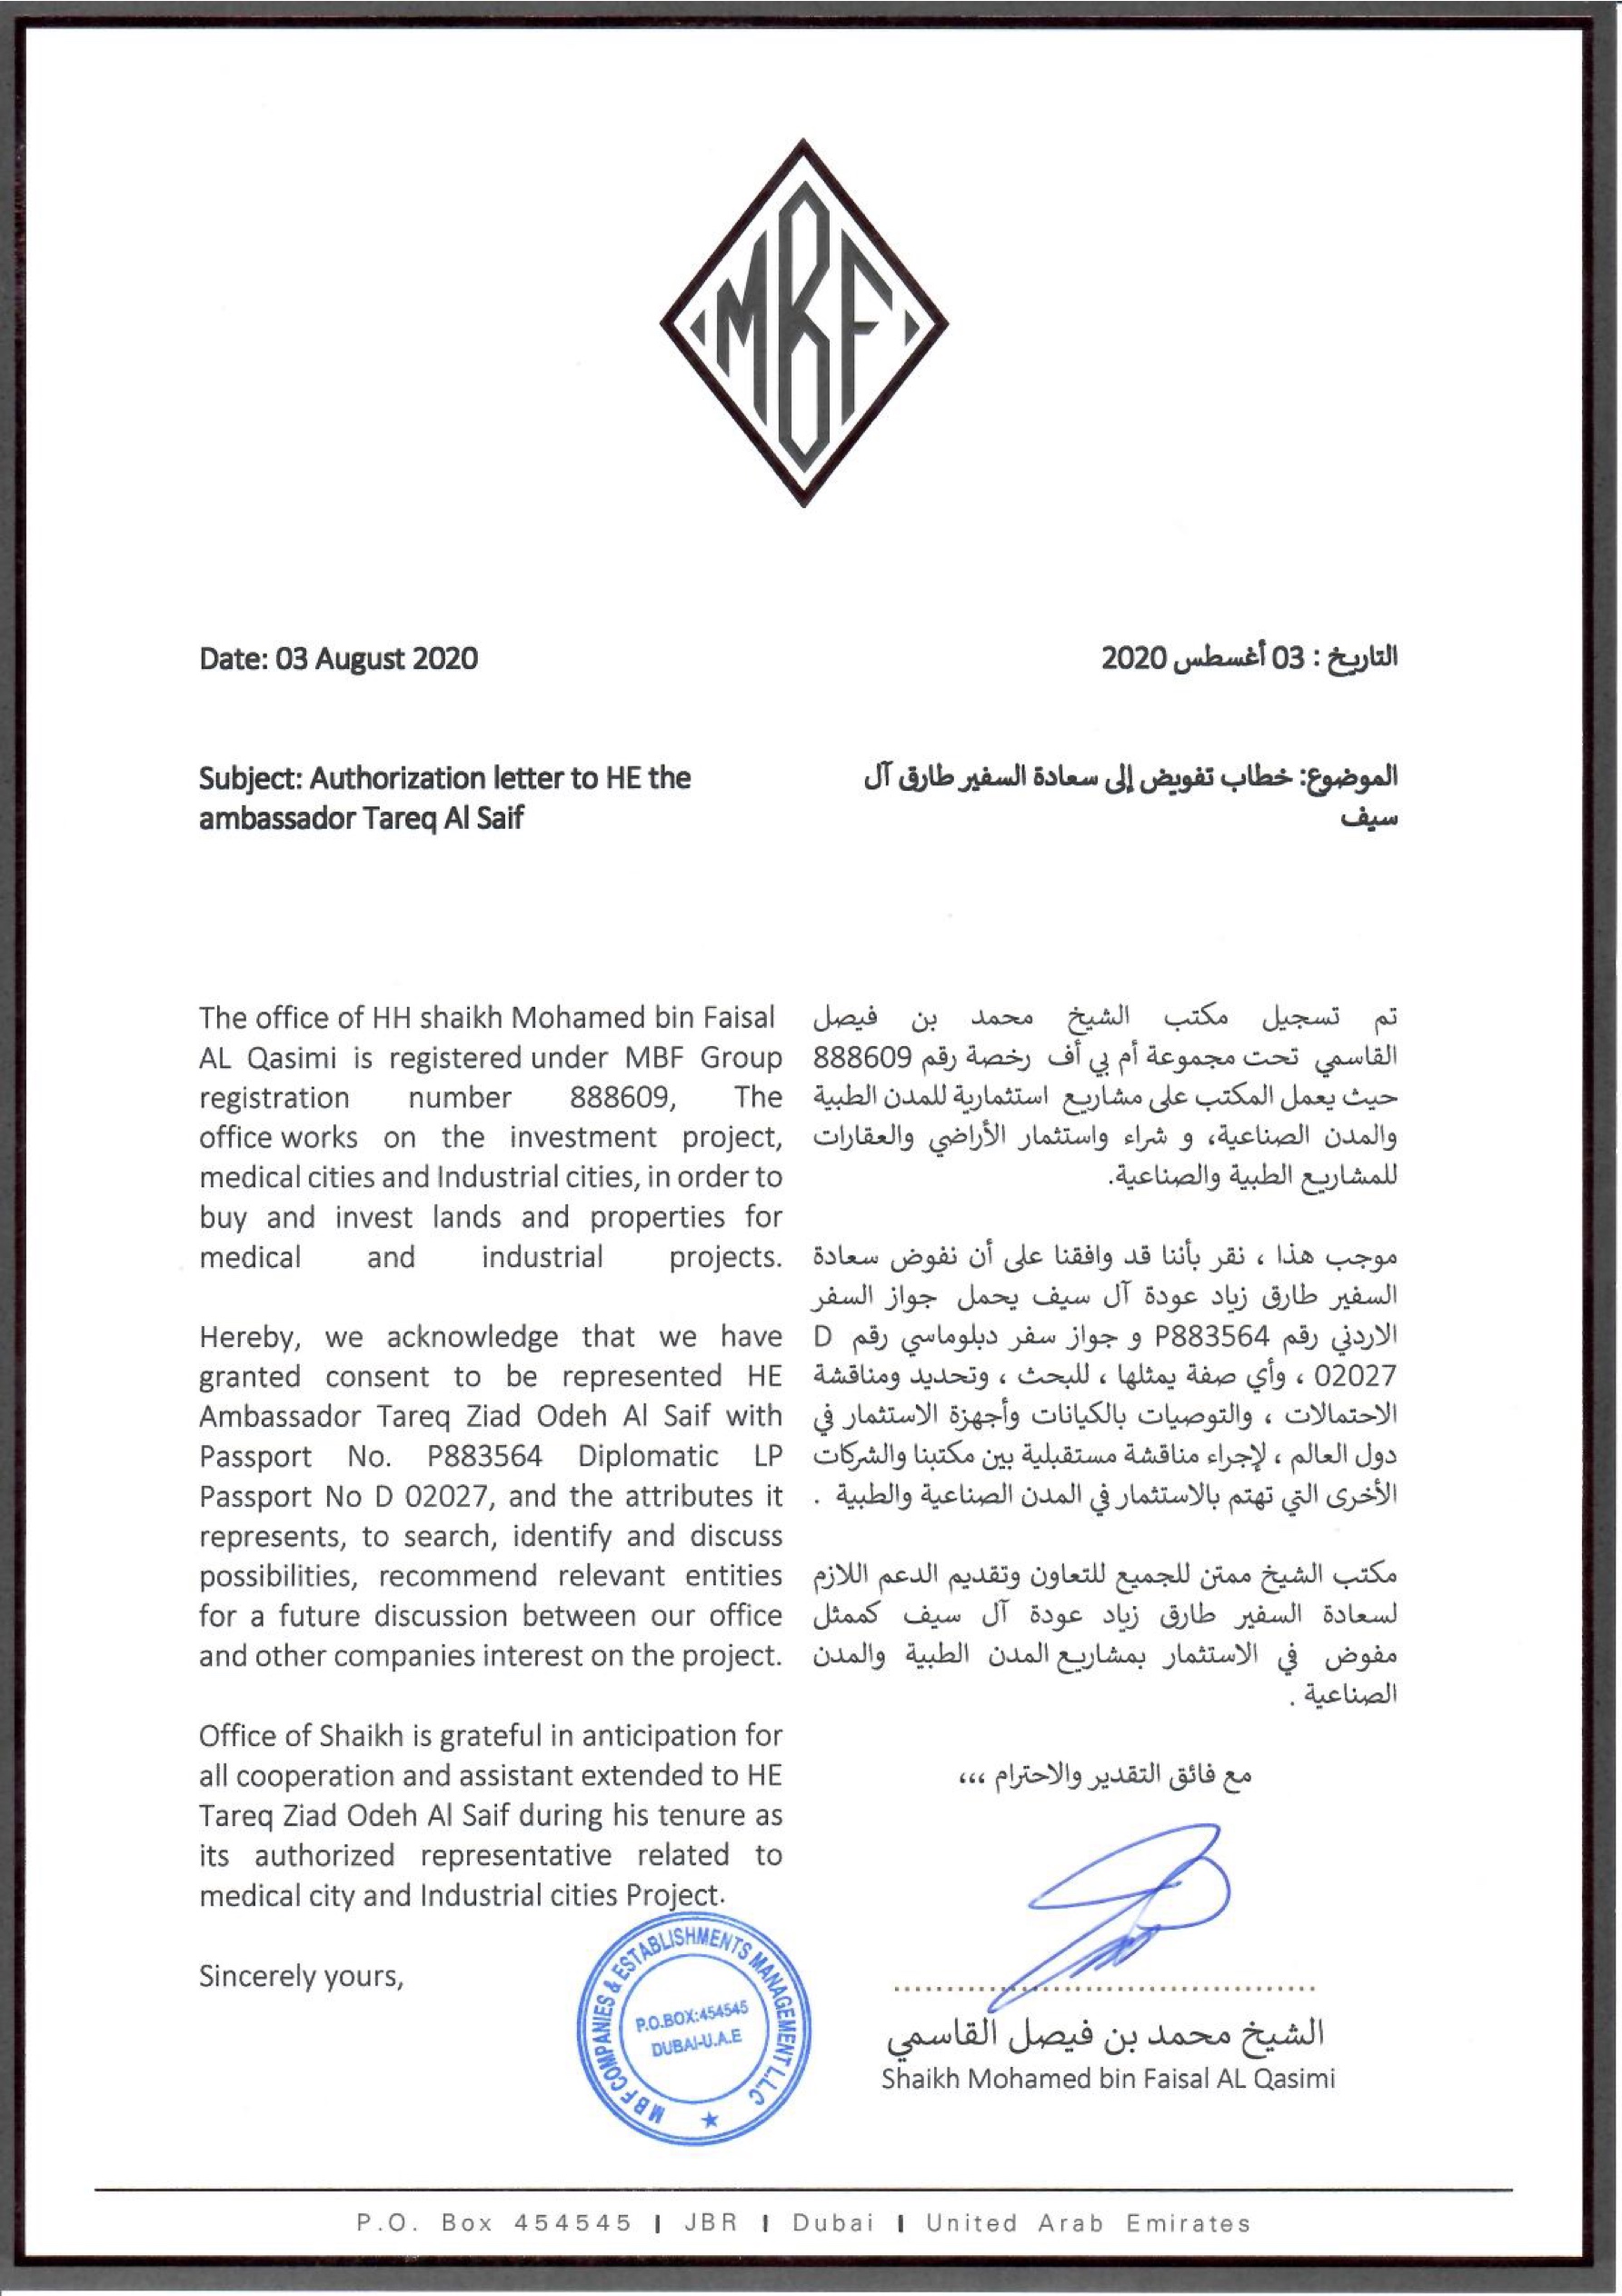 MBF
Date: 03 August 2020
التاريخ : 03 أغسطس 2020
Subject: Authorization letter to HE the
ambassador Tareq Al Saif
الموضوع: خطاب تفويض إلى سعادة السفير طارق آل
سيف
The office of HH shaikh Mohamed bin Faisal
AL Qasimi is registered under MBF Group
registration number 888609, The
office works on the investment project,
medical cities and Industrial cities, in order to
buy and invest lands and properties for
medical and industrial projects.
Hereby, we acknowledge that we have
granted consent to be represented HE
Ambassador Tareq Ziad Odeh Al Saif with
Passport No. P883564 Diplomatic LP
Passport No D 02027, and the attributes it
represents, to search, identify and discuss
possibilities, recommend relevant entities
for a future discussion between our office
and other companies interest on the project.
Office of Shaikh is grateful in anticipation for
all cooperation and assistant extended to HE
Tareq Ziad Odeh Al Saif during his tenure as
its authorized representative related to
medical city and Industrial cities Project.
Sincerely yours,
تم تسجيل مكتب الشيخ محمد بن فيصل
القاسمي تحت مجموعة أم بي أف رخصة رقم 888609
حيث يعمل المكتب على مشاريع استثمارية للمدن الطبية
والمدن الصناعية، و شراء واستثمار الأراضي والعقارات
للمشاريع الطبية والصناعية.
موجب هذا ، نقر بأننا قد وافقنا على أن نفوض سعادة
السفير طارق زياد عودة آل سيف يحمل جواز السفر
الاردني رقم P883564 و جواز سفر دبلوماسي رقم D
02027 ، وأي صفة يمثلها ، للبحث ، وتحديد ومناقشة
الاحتمالات ، والتوصيات بالكيانات وأجهزة الاستثمار في
دول العالم ، لإجراء مناقشة مستقبلية بين مكتبنا والشركات
الأخرى التي تهتم بالاستثمار في المدن الصناعية والطبية .
مكتب الشيخ ممتن للجميع للتعاون وتقديم الدعم اللازم
لسعادة السفير طارق زياد عودة آل سيف كممثل
مفوض في الاستثمار بمشاريع المدن الطبية والمدن
الصناعية .
مع فائق التقدير والاحترام ،،،
MBF COMPANIES & ESTABLISHMENTS MANAGEMENT L.L.C
P.O.BOX:454545
DUBAI-U.A.E
الشيخ محمد بن فيصل القاسمي
Shaikh Mohamed bin Faisal AL Qasimi
P.O. Box 454545 | JBR | Dubai | United Arab Emirates